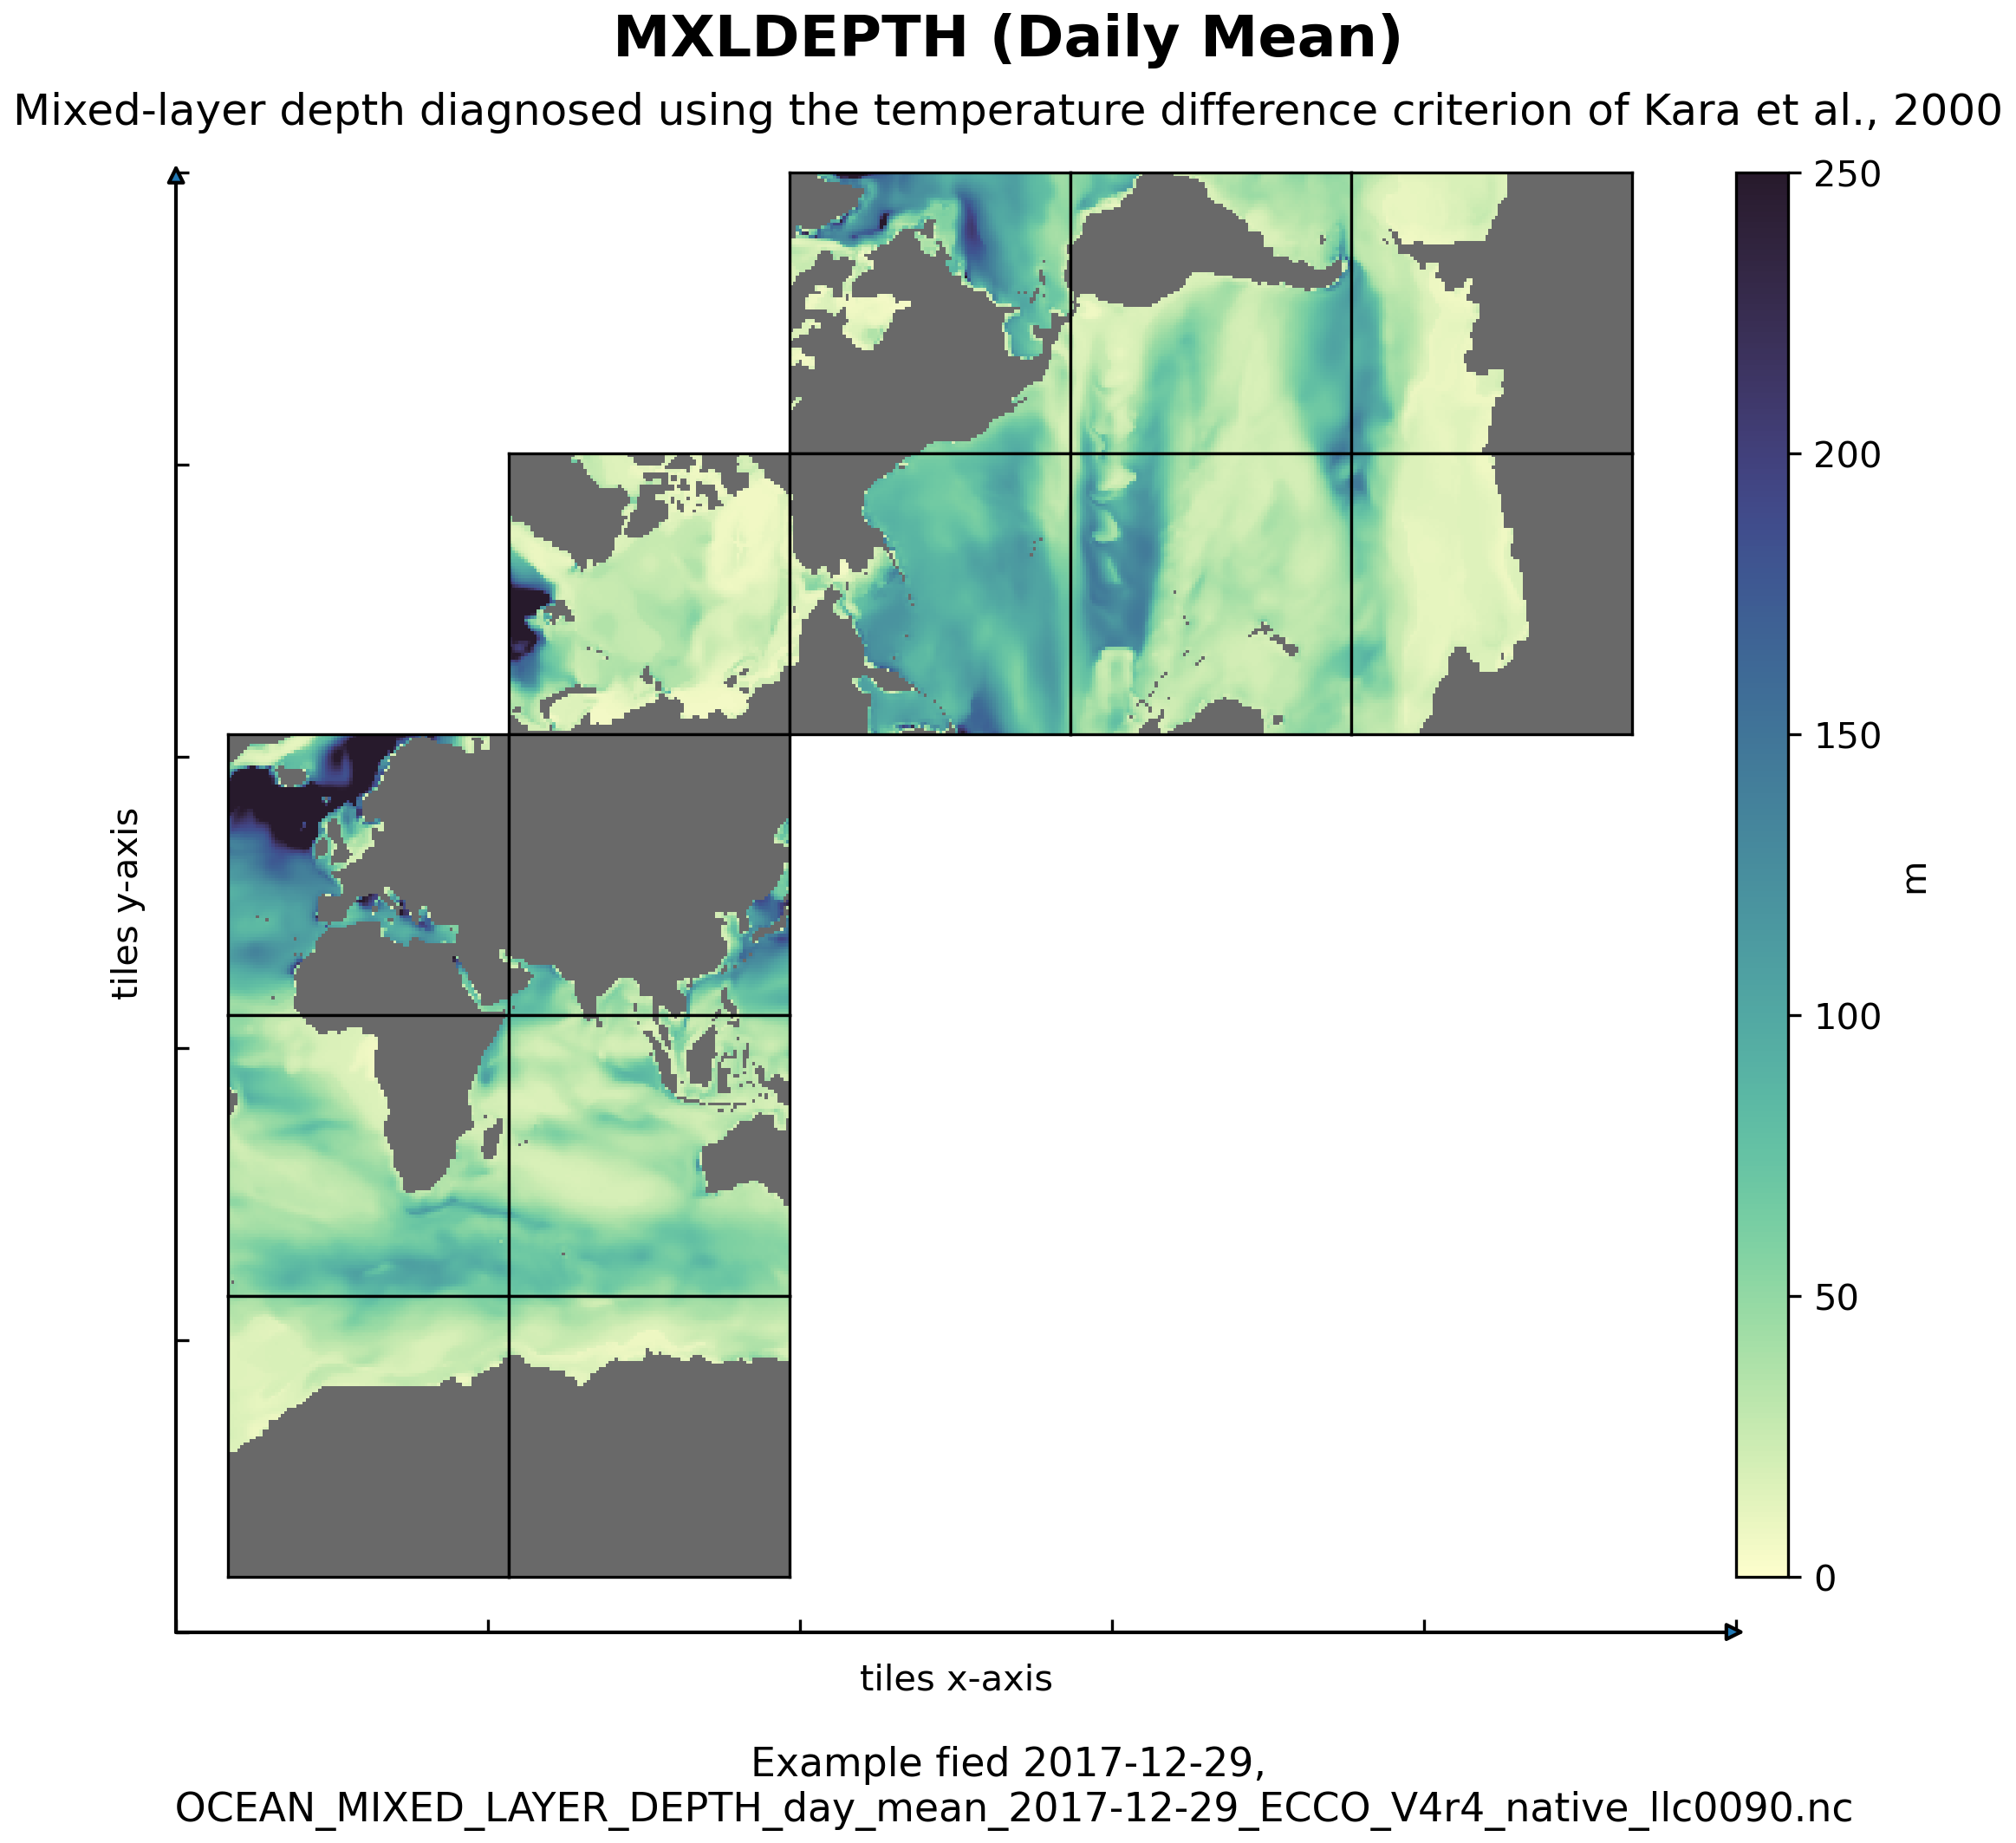 MXLDEPTH (Daily Mean)
Mixed-layer depth diagnosed using the temperature difference criterion of Kara et al., 2000
250
200
150
100
50
0
m
tiles y-axis
tiles x-axis
Example fied 2017-12-29,
OCEAN_MIXED_LAYER_DEPTH_day_mean_2017-12-29_ECCO_V4r4_native_llc0090.nc